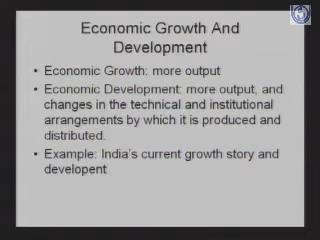 Economic Growth And
Development
• Economic Growth: more output
• Economic Development: more output, and
changes in the technical and institutional
arrangements by which it is produced and
distributed.
• Example: India's current growth story and
developent